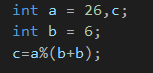 int a = 26,c;
int b = 6;
c=a%(b+b);